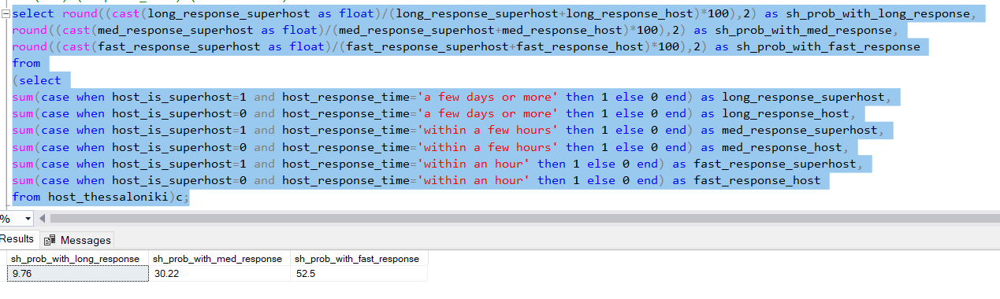 select round((cast(long_response_superhost as float)/(long_response_superhost+long_response_host)*100),2) as sh_prob_with_long_response,
round((cast(med_response_superhost as float)/(med_response_superhost+med_response_host)*100),2) as sh_prob_with_med_response,
round((cast(fast_response_superhost as float)/(fast_response_superhost+fast_response_host)*100),2) as sh_prob_with_fast_response
from
(select
sum(case when host_is_superhost=1 and host_response_time='a few days or more' then 1 else 0 end) as long_response_superhost,
sum(case when host_is_superhost=0 and host_response_time='a few days or more' then 1 else 0 end) as long_response_host,
sum(case when host_is_superhost=1 and host_response_time='within a few hours' then 1 else 0 end) as med_response_superhost,
sum(case when host_is_superhost=0 and host_response_time='within a few hours' then 1 else 0 end) as med_response_host,
sum(case when host_is_superhost=1 and host_response_time='within an hour' then 1 else 0 end) as fast_response_superhost,
sum(case when host_is_superhost=0 and host_response_time='within an hour' then 1 else 0 end) as fast_response_host
from host_thessaloniki)c;
%
Results Messages
sh_prob_with_long_response sh_prob_with_med_response sh_prob_with_fast_response
9.76 30.22 52.5